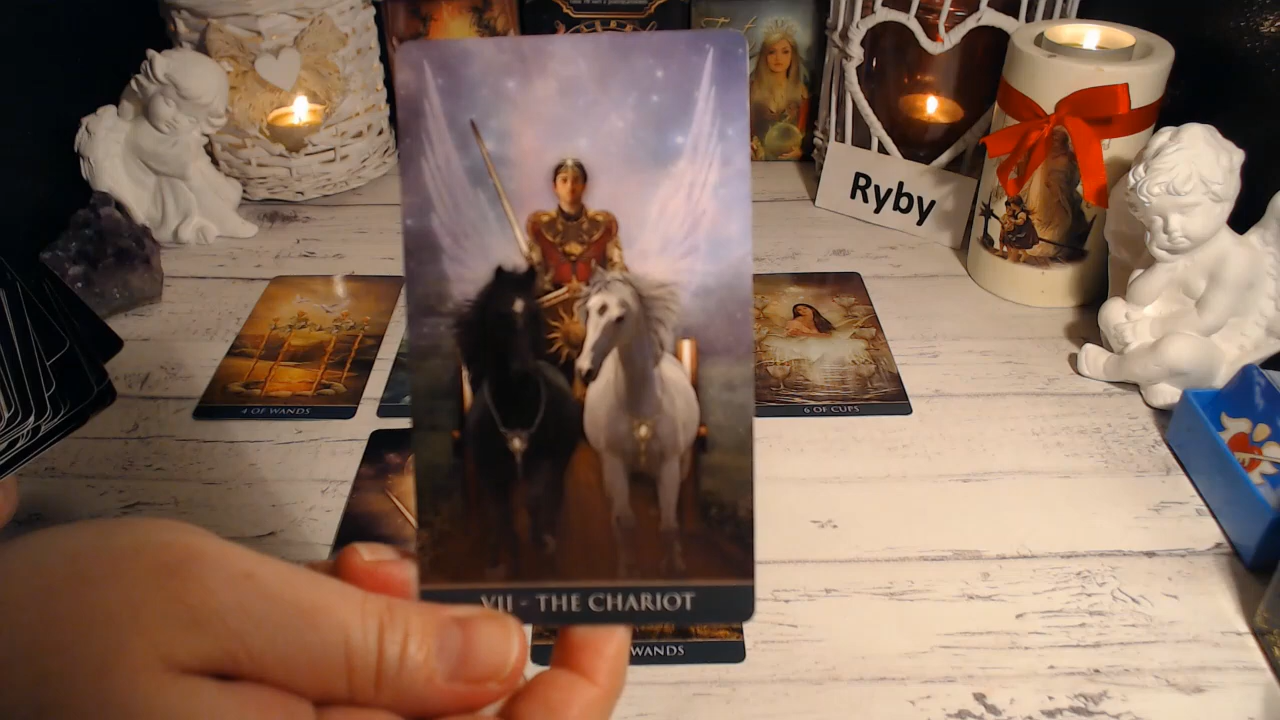 Ryby
4 OF WANDS
6 OF CUPS
VII - THE CHARIOT
WANDS